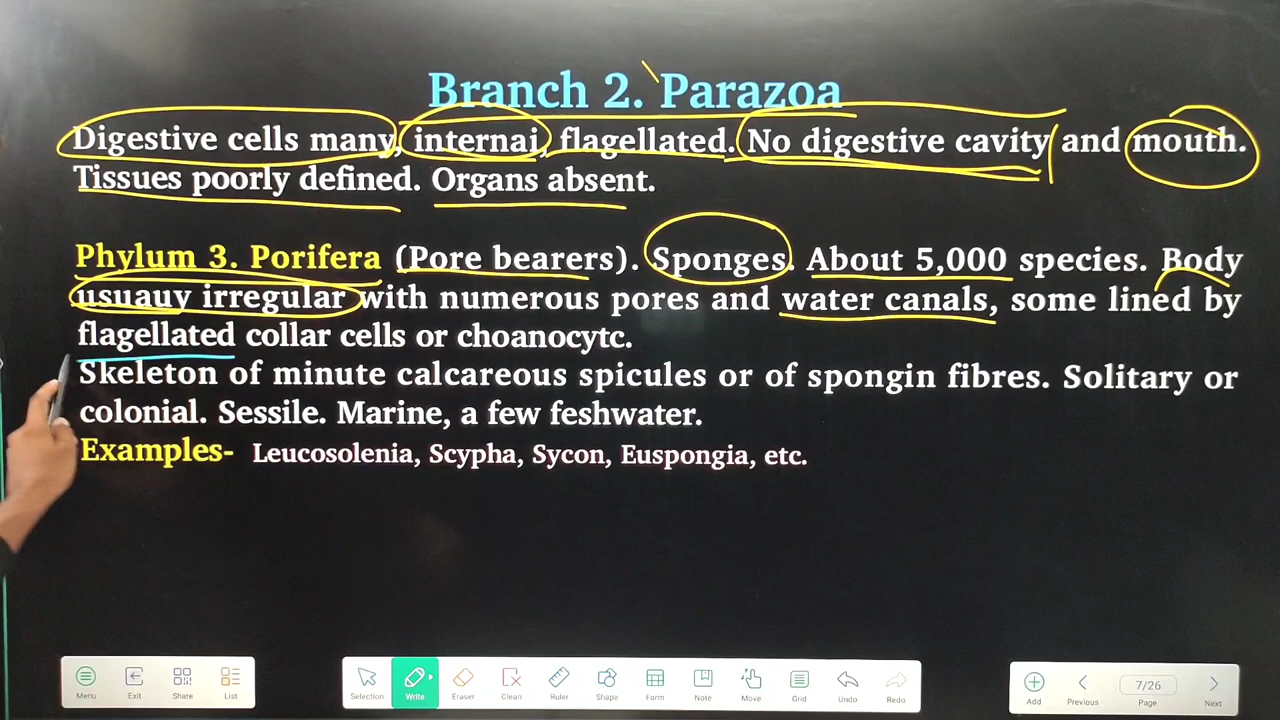 Branch 2. Parazoa
Digestive cells many, internai, flagellated. No digestive cavity and mouth.
Tissues poorly defined. Organs absent.
Phylum 3. Porifera (Pore bearers). Sponges. About 5,000 species. Body
usuauy irregular with numerous pores and water canals, some lined by
flagellated collar cells or choanocytc.
Skeleton of minute calcareous spicules or of spongin fibres. Solitary or
colonial. Sessile. Marine, a few feshwater.
Examples- Leucosolenia, Scypha, Sycon, Euspongia, etc.
Menu Exit Share List Selection Write Eraser Clean Ruler Shape Form Note Move Grid Undo Redo Add Previous 7/26 Page Next